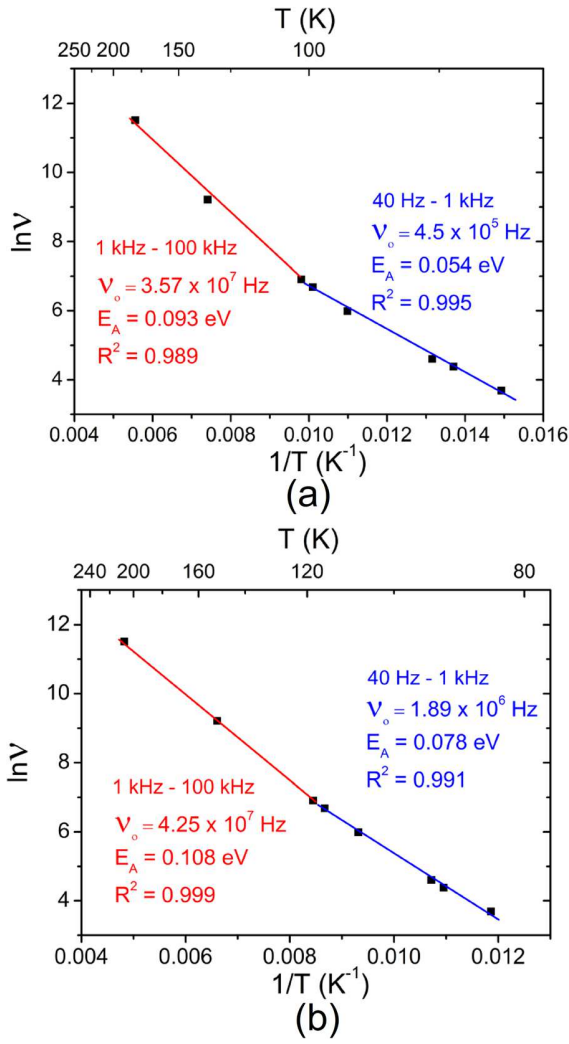 T (K)
250 200 150 100
12
10
8
6
4
lnν
40 Hz - 1 kHz
ν₀ = 4.5 x 10⁵ Hz
E_A = 0.054 eV
R² = 0.995
1 kHz - 100 kHz
ν₀ = 3.57 x 10⁷ Hz
E_A = 0.093 eV
R² = 0.989
0.004 0.006 0.008 0.010 0.012 0.014 0.016
1/T (K⁻¹)
(a)
T (K)
240 200 160 120 80
12
10
8
6
4
lnν
40 Hz - 1 kHz
ν₀ = 1.89 x 10⁶ Hz
E_A = 0.078 eV
R² = 0.991
1 kHz - 100 kHz
ν₀ = 4.25 x 10⁷ Hz
E_A = 0.108 eV
R² = 0.999
0.004 0.006 0.008 0.010 0.012
1/T (K⁻¹)
(b)